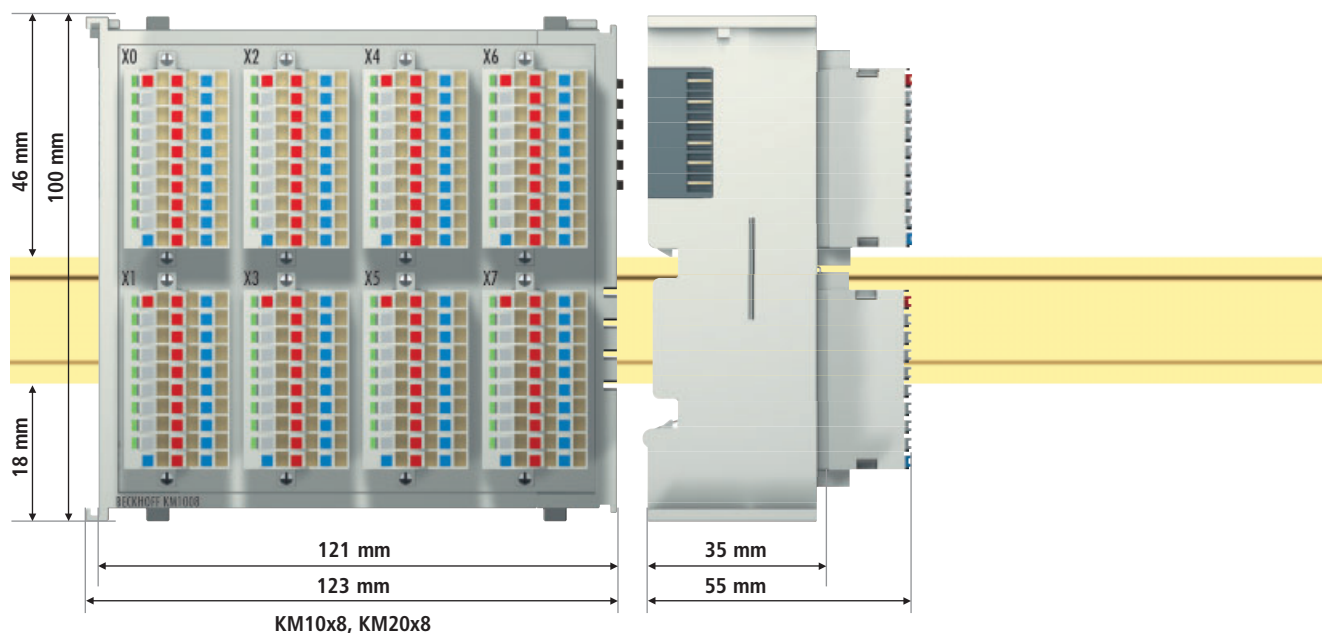 X0 X2 X4 X6
46 mm
100 mm
X1 X3 X5 X7
18 mm
BECKHOFF KM1008
121 mm 35 mm
123 mm 55 mm
KM10x8, KM20x8